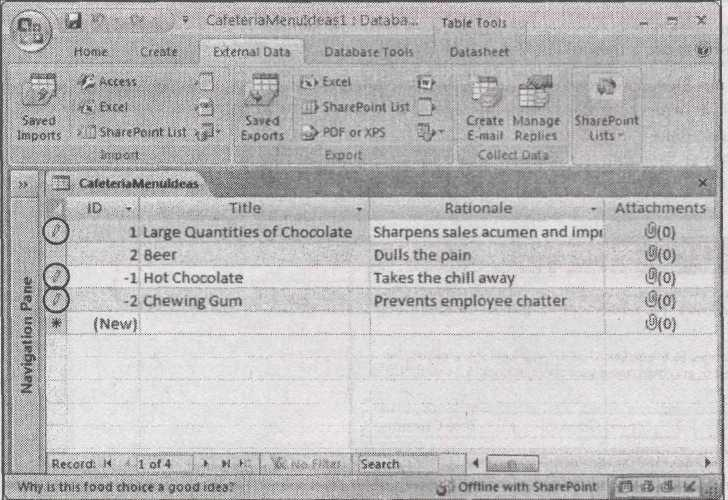 CafeteriaMenuIdeas1 : Databa... Table Tools
Home Create External Data Database Tools Datasheet
Saved Imports
Access
Excel
SharePoint List
Import
Saved Exports
Excel
SharePoint List
PDF or XPS
Export
Create E-mail
Manage Replies
Collect Data
SharePoint Lists
CafeteriaMenuIdeas
ID Title Rationale Attachments
1 Large Quantities of Chocolate Sharpens sales acumen and impr (0)
2 Beer Dulls the pain (0)
-1 Hot Chocolate Takes the chill away (0)
-2 Chewing Gum Prevents employee chatter (0)
* (New) (0)
Navigation Pane
Record: 1 of 4 No Filter Search
Why is this food choice a good idea? Offline with SharePoint